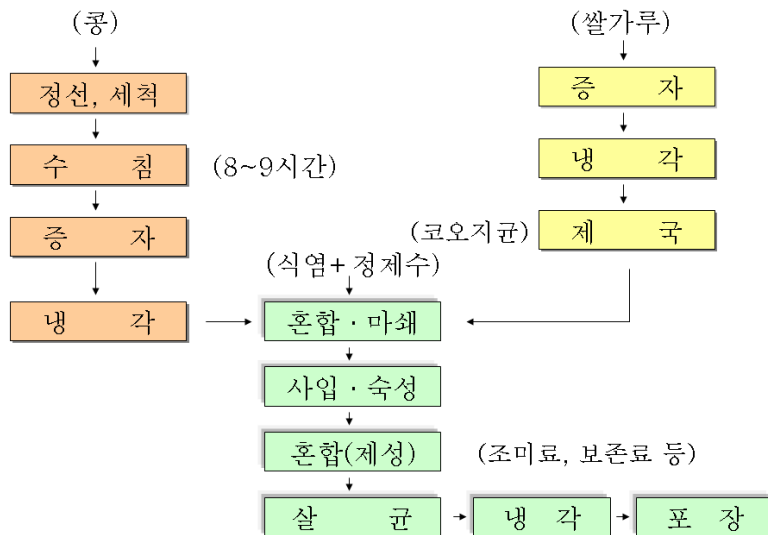 (콩)
정선, 세척
수 침
(8~9시간)
증 자
냉 각
(쌀가루)
증 자
냉 각
(코오지균)
제 국
(식염+ 정제수)
혼합 · 마쇄
사입 · 숙성
혼합(제성)
(조미료, 보존료 등)
살 균
냉 각
포 장